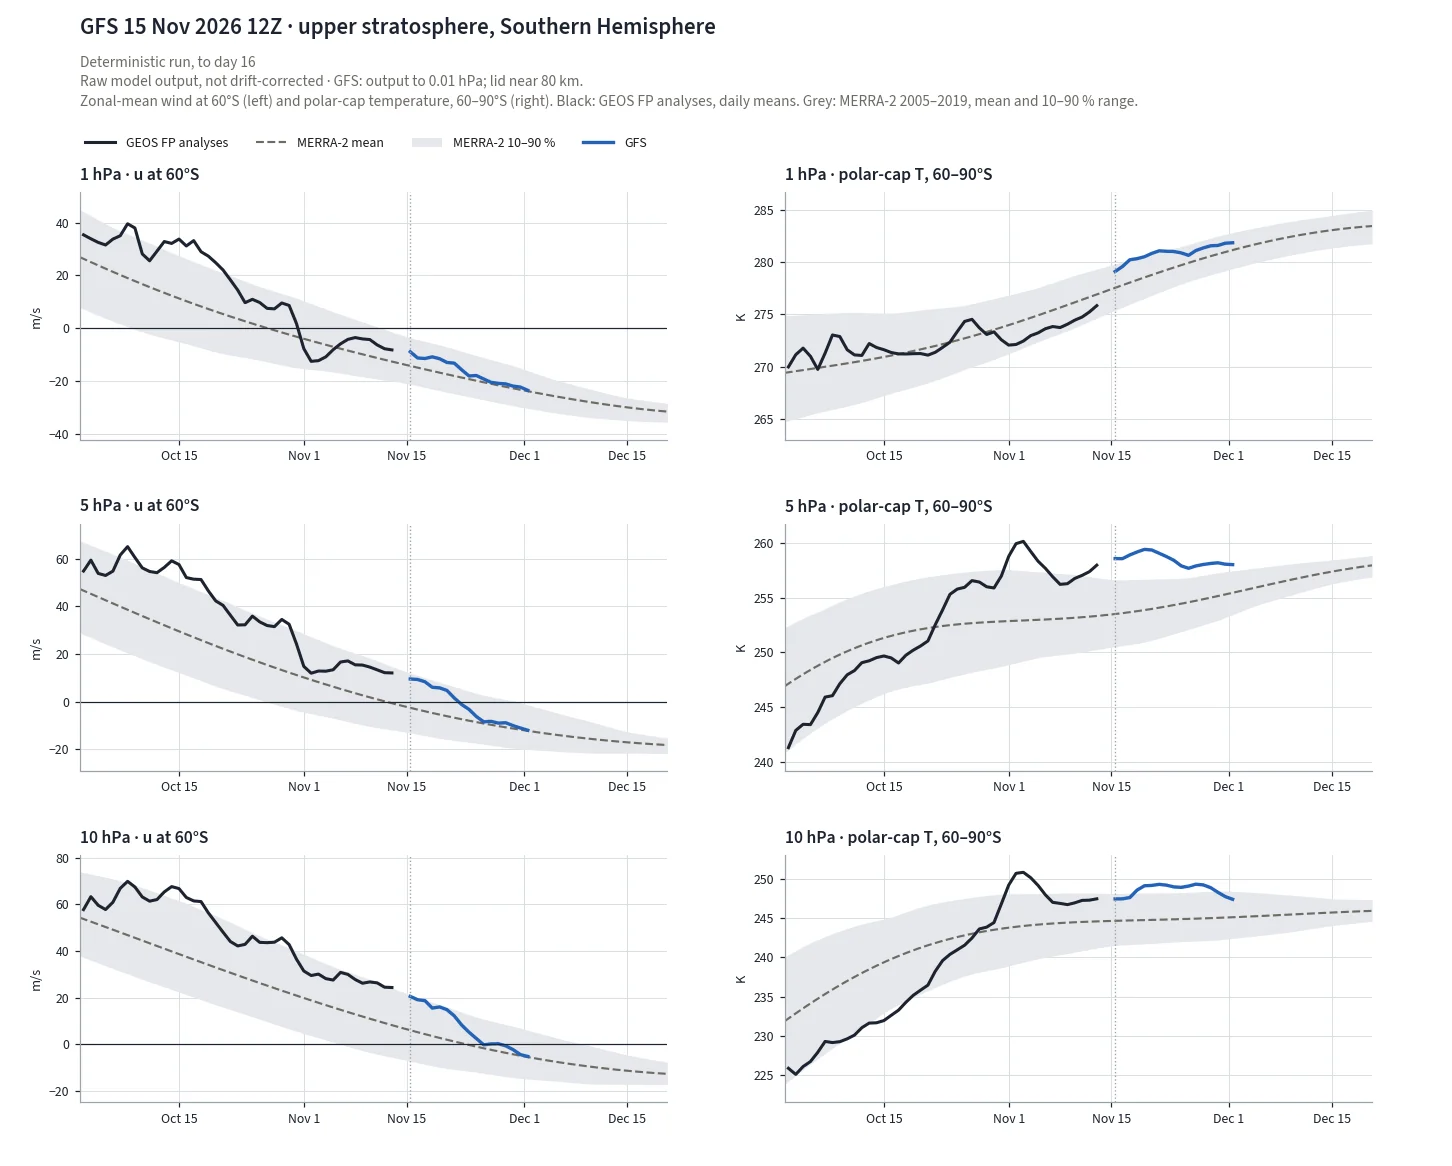 GFS 15 Nov 2026 12Z · upper stratosphere, Southern Hemisphere
Deterministic run, to day 16
Raw model output, not drift-corrected · GFS: output to 0.01 hPa; lid near 80 km.
Zonal-mean wind at 60°S (left) and polar-cap temperature, 60–90°S (right). Black: GEOS FP analyses, daily means. Grey: MERRA-2 2005–2019, mean and 10–90 % range.
GEOS FP analyses MERRA-2 mean MERRA-2 10–90 % GFS
1 hPa · u at 60°S
40
20
0
−20
−40
m/s
Oct 15 Nov 1 Nov 15 Dec 1 Dec 15
1 hPa · polar-cap T, 60–90°S
285
280
275
270
265
K
Oct 15 Nov 1 Nov 15 Dec 1 Dec 15
5 hPa · u at 60°S
60
40
20
0
−20
m/s
Oct 15 Nov 1 Nov 15 Dec 1 Dec 15
5 hPa · polar-cap T, 60–90°S
260
255
250
245
240
K
Oct 15 Nov 1 Nov 15 Dec 1 Dec 15
10 hPa · u at 60°S
80
60
40
20
0
−20
m/s
Oct 15 Nov 1 Nov 15 Dec 1 Dec 15
10 hPa · polar-cap T, 60–90°S
250
245
240
235
230
225
K
Oct 15 Nov 1 Nov 15 Dec 1 Dec 15